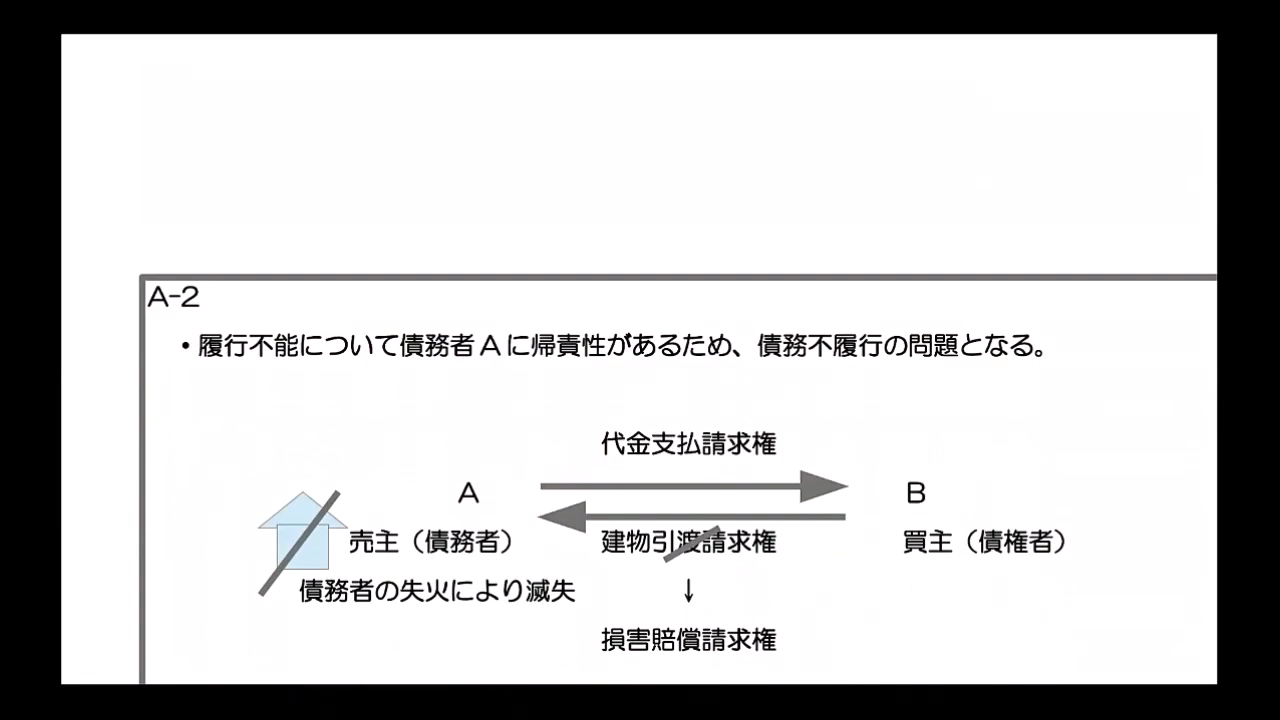 A-2
・履行不能について債務者Aに帰責性があるため、債務不履行の問題となる。
代金支払請求権
A
B
売主（債務者）
建物引渡請求権
買主（債権者）
債務者の失火により滅失
↓
損害賠償請求権